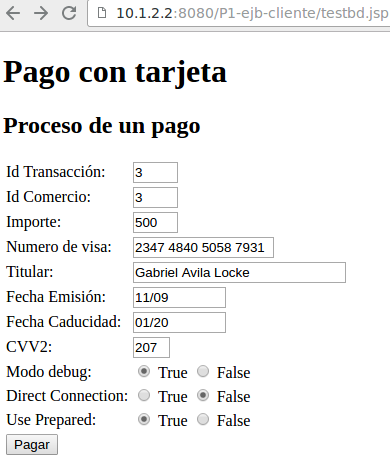 10.1.2.2:8080/P1-ejb-cliente/testbd.jsp
Pago con tarjeta
Proceso de un pago
Id Transacción: 3
Id Comercio: 3
Importe: 500
Numero de visa: 2347 4840 5058 7931
Titular: Gabriel Avila Locke
Fecha Emisión: 11/09
Fecha Caducidad: 01/20
CVV2: 207
Modo debug: True False
Direct Connection: True False
Use Prepared: True False
Pagar